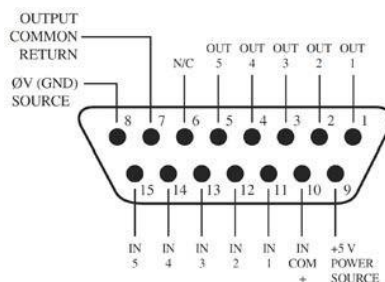 OUTPUT
COMMON
RETURN
ØV (GND)
SOURCE
N/C
OUT
5
OUT
4
OUT
3
OUT
2
OUT
1
8 7 6 5 4 3 2 1
15 14 13 12 11 10 9
IN
5
IN
4
IN
3
IN
2
IN
1
IN
COM
+
+5 V
POWER
SOURCE